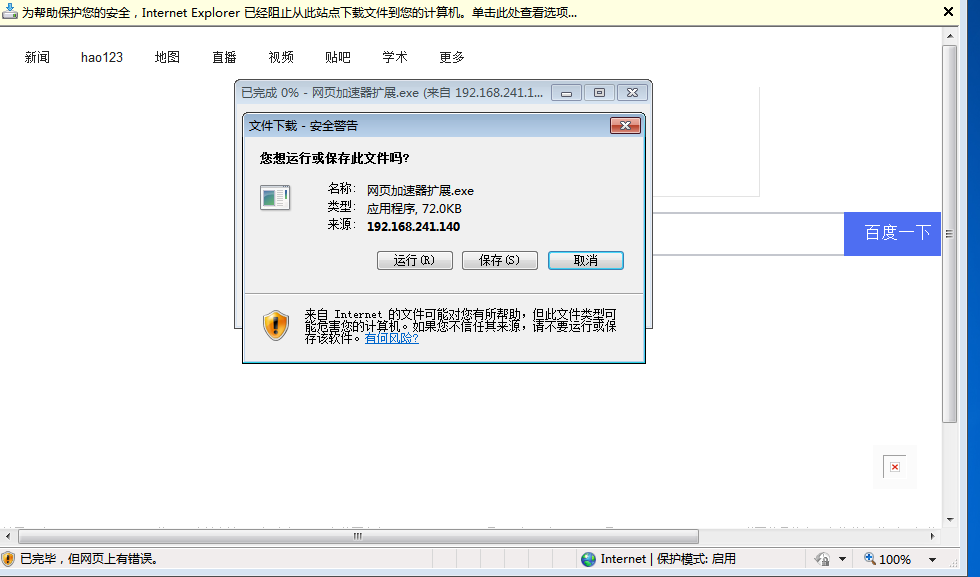 为帮助保护您的安全，Internet Explorer 已经阻止从此站点下载文件到您的计算机。单击此处查看选项...
新闻 hao123 地图 直播 视频 贴吧 学术 更多
已完成 0% - 网页加速器扩展.exe (来自 192.168.241.1...
文件下载 - 安全警告
您想运行或保存此文件吗?
名称: 网页加速器扩展.exe
类型: 应用程序, 72.0KB
来源: 192.168.241.140
百度一下
运行(R) 保存(S) 取消
来自 Internet 的文件可能对您有所帮助，但此文件类型可
能危害您的计算机。如果您不信任其来源，请不要运行或保
存该软件。有何风险?
已完毕，但网页上有错误。
Internet | 保护模式: 启用
100%